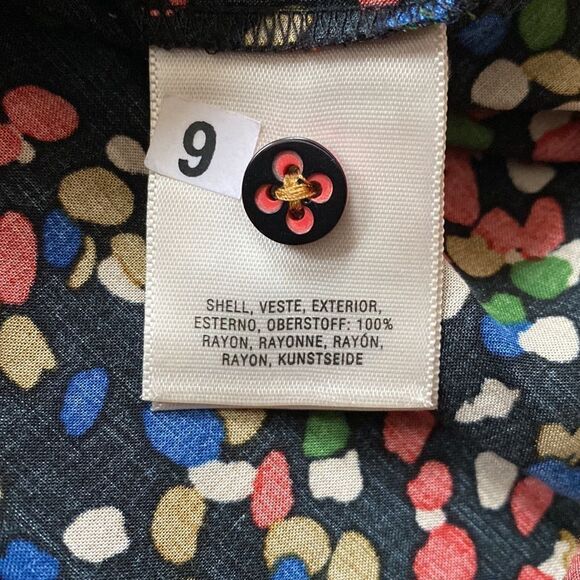 9
SHELL, VESTE, EXTERIOR,
ESTERNO, OBERSTOFF: 100%
RAYON, RAYONNE, RAYÓN,
RAYON, KUNSTSEIDE